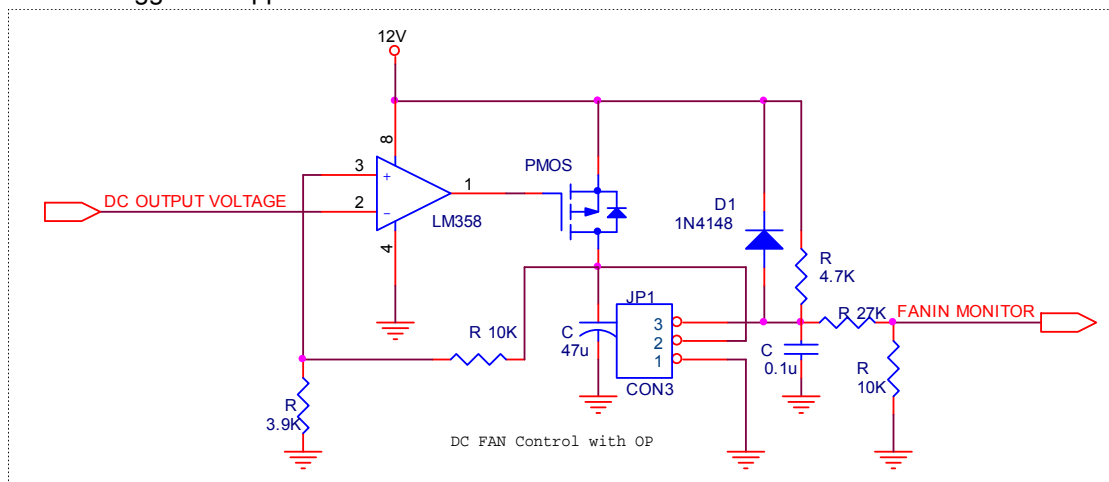 12V
8
3
+
PMOS
DC OUTPUT VOLTAGE
1
2
-
LM358
D1
1N4148
4
R
4.7K
JP1
FANIN MONITOR
R 27K
3
R 10K
C
47u
2
C
0.1u
1
R
10K
R
3.9K
CON3
DC FAN Control with OP